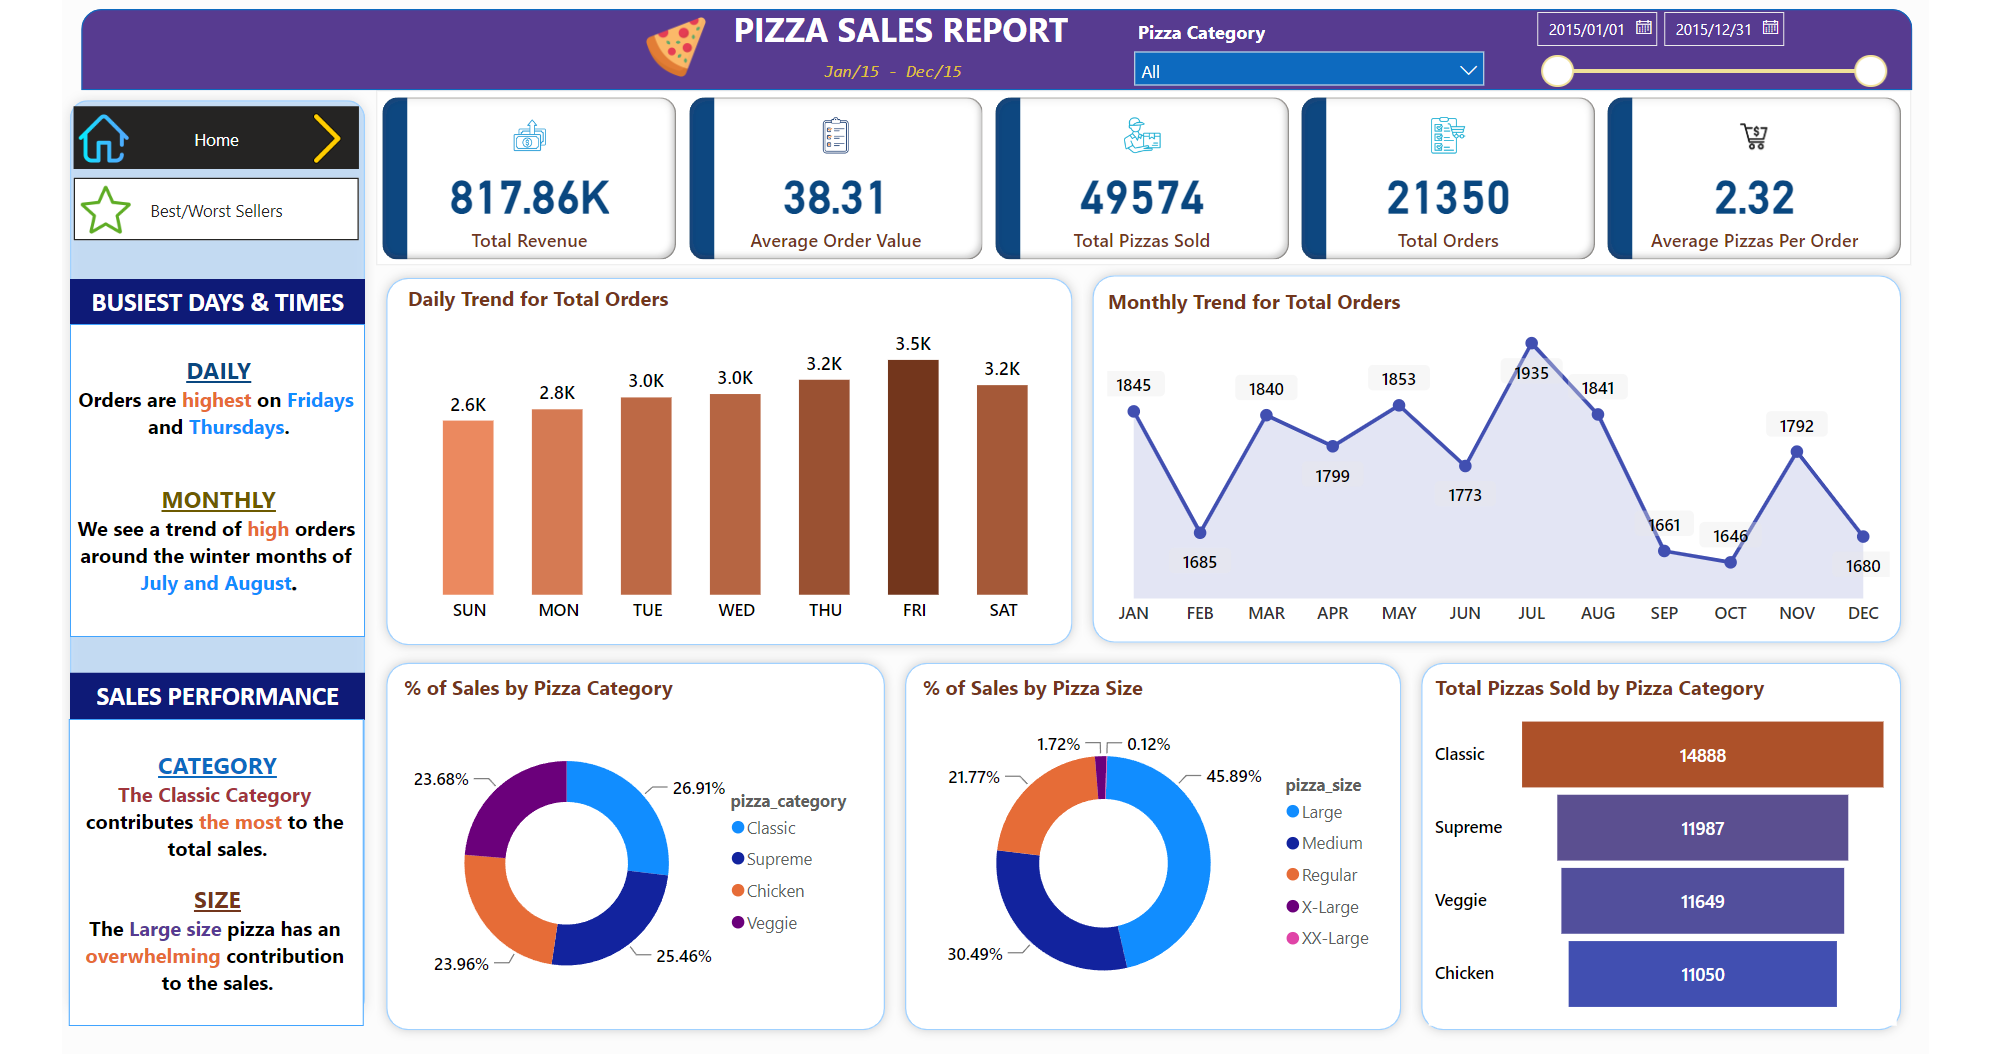 PIZZA SALES REPORT
Jan/15 - Dec/15
Pizza Category
All
2015/01/01
2015/12/31
Home
Best/Worst Sellers
817.86K
Total Revenue
38.31
Average Order Value
49574
Total Pizzas Sold
21350
Total Orders
2.32
Average Pizzas Per Order
BUSIEST DAYS & TIMES
DAILY
Orders are highest on Fridays
and Thursdays.
MONTHLY
We see a trend of high orders
around the winter months of
July and August.
Daily Trend for Total Orders
2.6K
2.8K
3.0K
3.0K
3.2K
3.5K
3.2K
SUN MON TUE WED THU FRI SAT
Monthly Trend for Total Orders
1845
1685
1840
1799
1853
1773
1935
1841
1661
1646
1792
1680
JAN FEB MAR APR MAY JUN JUL AUG SEP OCT NOV DEC
SALES PERFORMANCE
CATEGORY
The Classic Category
contributes the most to the
total sales.
SIZE
The Large size pizza has an
overwhelming contribution
to the sales.
% of Sales by Pizza Category
23.68%
26.91%
23.96%
25.46%
pizza_category
Classic
Supreme
Chicken
Veggie
% of Sales by Pizza Size
1.72%
0.12%
21.77%
45.89%
30.49%
pizza_size
Large
Medium
Regular
X-Large
XX-Large
Total Pizzas Sold by Pizza Category
Classic 14888
Supreme 11987
Veggie 11649
Chicken 11050